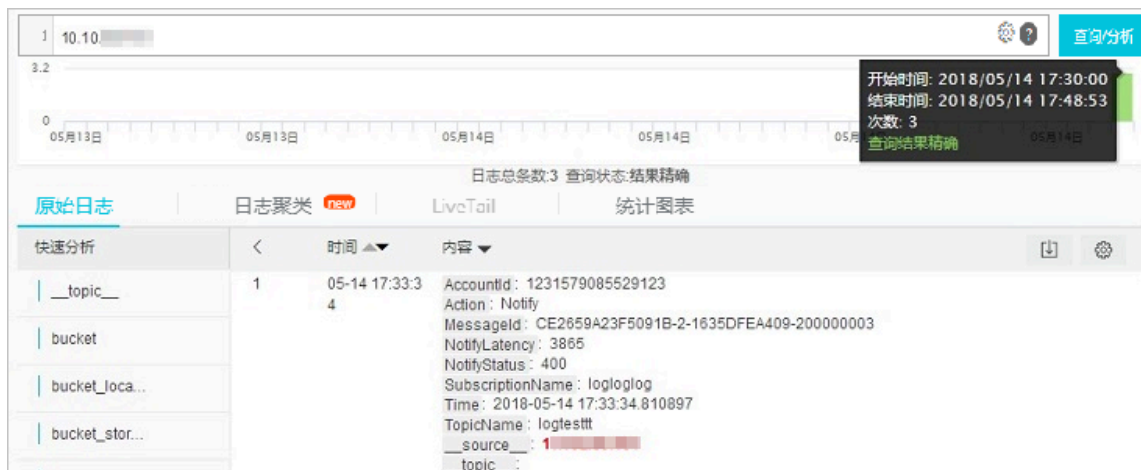 1 10.10.
查询/分析
3.2
0
05月13日 05月13日 05月14日 05月14日 05月 05月14日
开始时间: 2018/05/14 17:30:00
结束时间: 2018/05/14 17:48:53
次数: 3
查询结果精确
日志总条数:3 查询状态:结果精确
原始日志 日志聚类 new LiveTail 统计图表
快速分析 < 时间 内容
__topic__
bucket
bucket_loca...
bucket_stor...
1 05-14 17:33:3
4
AccountId : 1231579085529123
Action : Notify
MessageId : CE2659A23F5091B-2-1635DFEA409-200000003
NotifyLatency : 3865
NotifyStatus : 400
SubscriptionName : logloglog
Time : 2018-05-14 17:33:34.810897
TopicName : logtesttt
__source__ : 1
__topic__ :